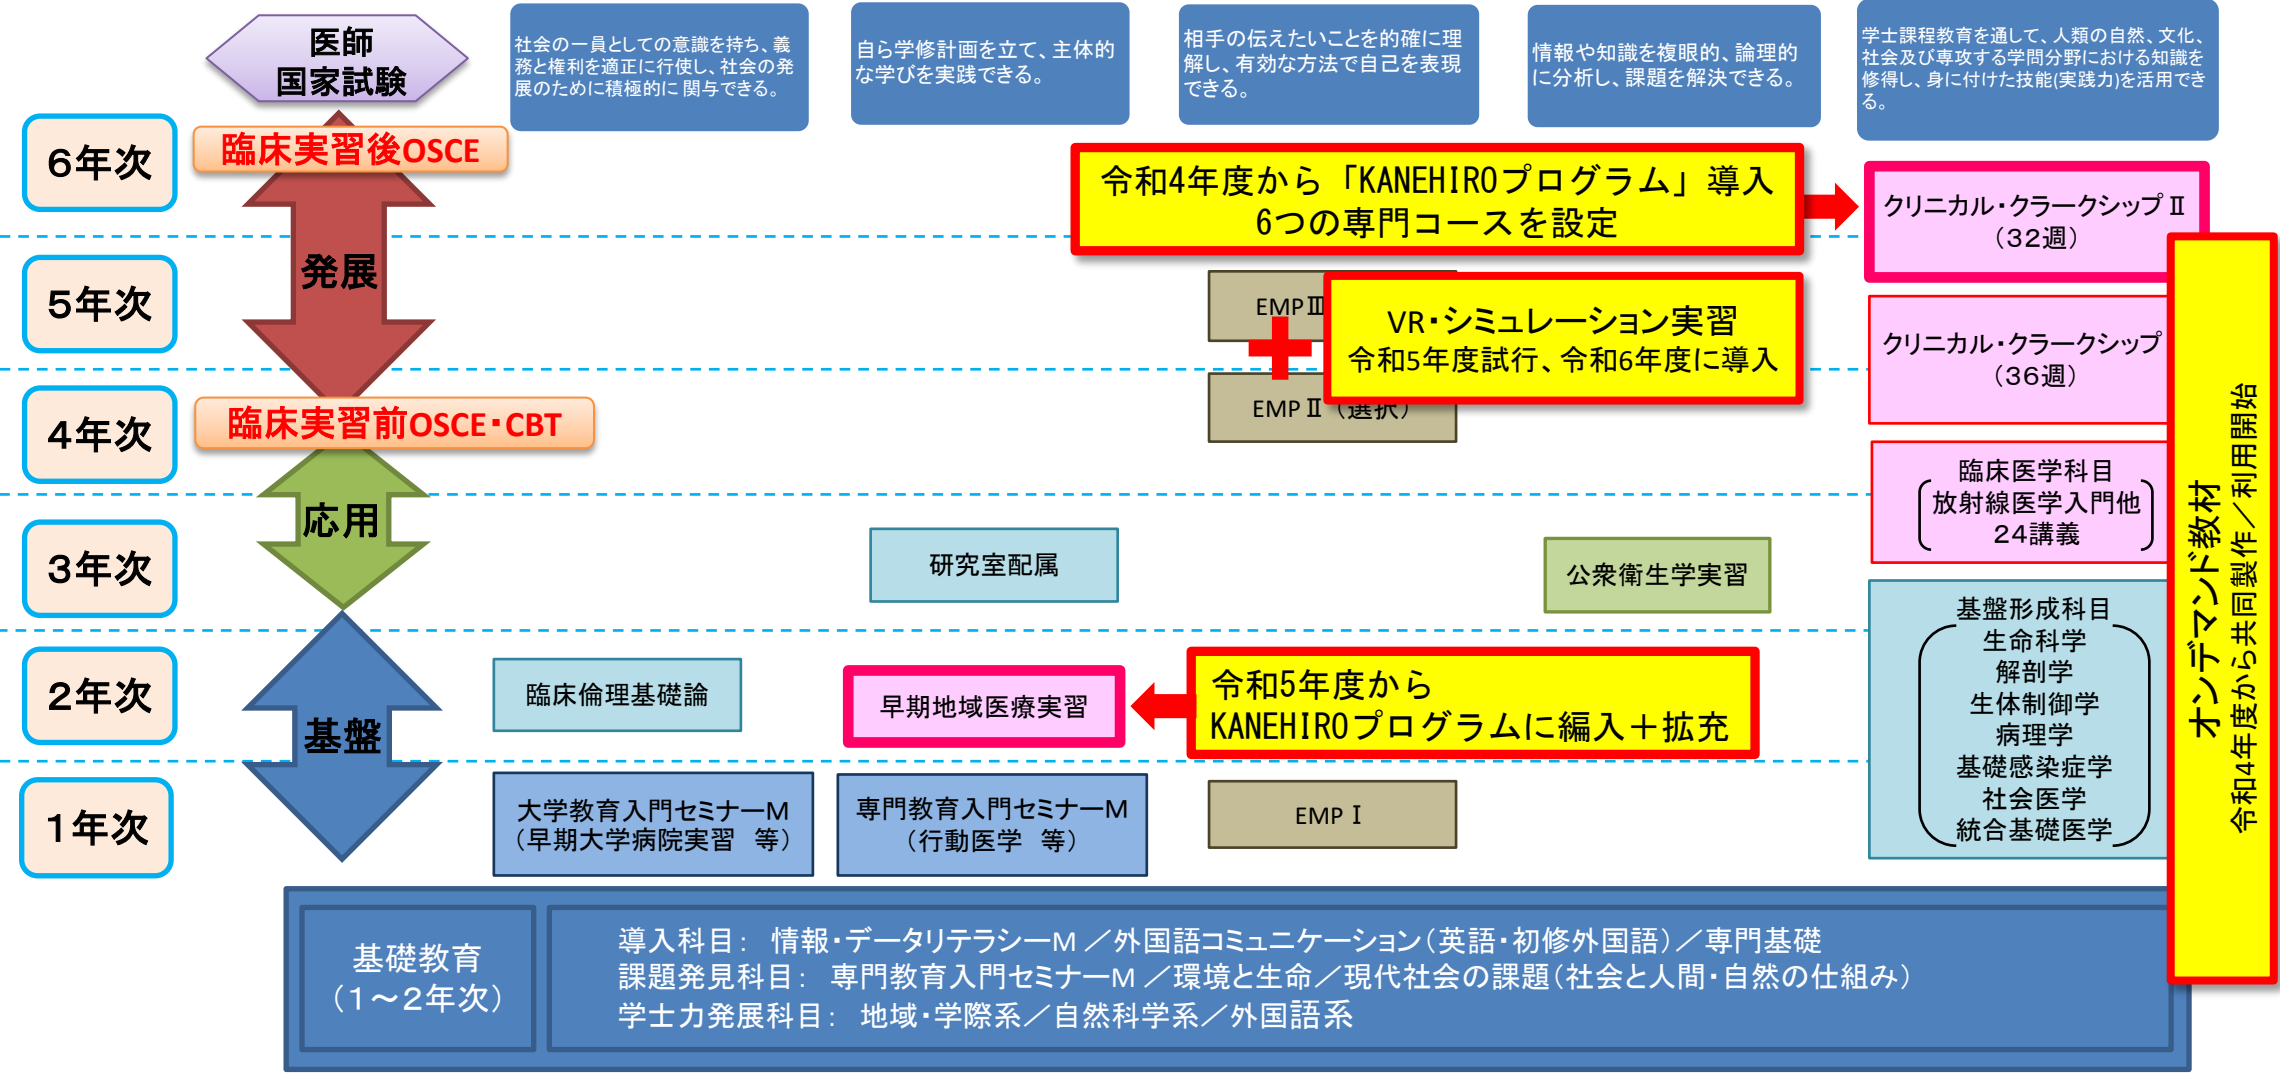 医師
国家試験
社会の一員としての意識を持ち、義
務と権利を適正に行使し、社会の発
展のために積極的に関与できる。
自ら学修計画を立て、主体的
な学びを実践できる。
相手の伝えたいことを的確に理
解し、有効な方法で自己を表現
できる。
情報や知識を複眼的、論理的
に分析し、課題を解決できる。
学士課程教育を通して、人類の自然、文化、
社会及び専攻する学問分野における知識を
修得し、身に付けた技能(実践力)を活用でき
る。
6年次
臨床実習後OSCE
令和4年度から「KANEHIROプログラム」導入
6つの専門コースを設定
クリニカル・クラークシップⅡ
（32週）
発展
5年次
EMPⅢ
VR・シミュレーション実習
令和5年度試行、令和6年度に導入
クリニカル・クラークシップ
（36週）
4年次
臨床実習前OSCE・CBT
EMPⅡ（選択）
臨床医学科目
放射線医学入門他
24講義
応用
3年次
研究室配属
公衆衛生学実習
基盤形成科目
生命科学
解剖学
生体制御学
病理学
基礎感染症学
社会医学
統合基礎医学
オンデマンド教材
令和4年度から共同製作／利用開始
2年次
基盤
臨床倫理基礎論
早期地域医療実習
令和5年度から
KANEHIROプログラムに編入＋拡充
1年次
大学教育入門セミナーM
（早期大学病院実習　等）
専門教育入門セミナーM
（行動医学　等）
EMPⅠ
基礎教育
（1～2年次）
導入科目：　情報・データリテラシーM ／外国語コミュニケーション（英語・初修外国語）／専門基礎
課題発見科目：　専門教育入門セミナーM ／環境と生命／現代社会の課題（社会と人間・自然の仕組み）
学士力発展科目：　地域・学際系／自然科学系／外国語系